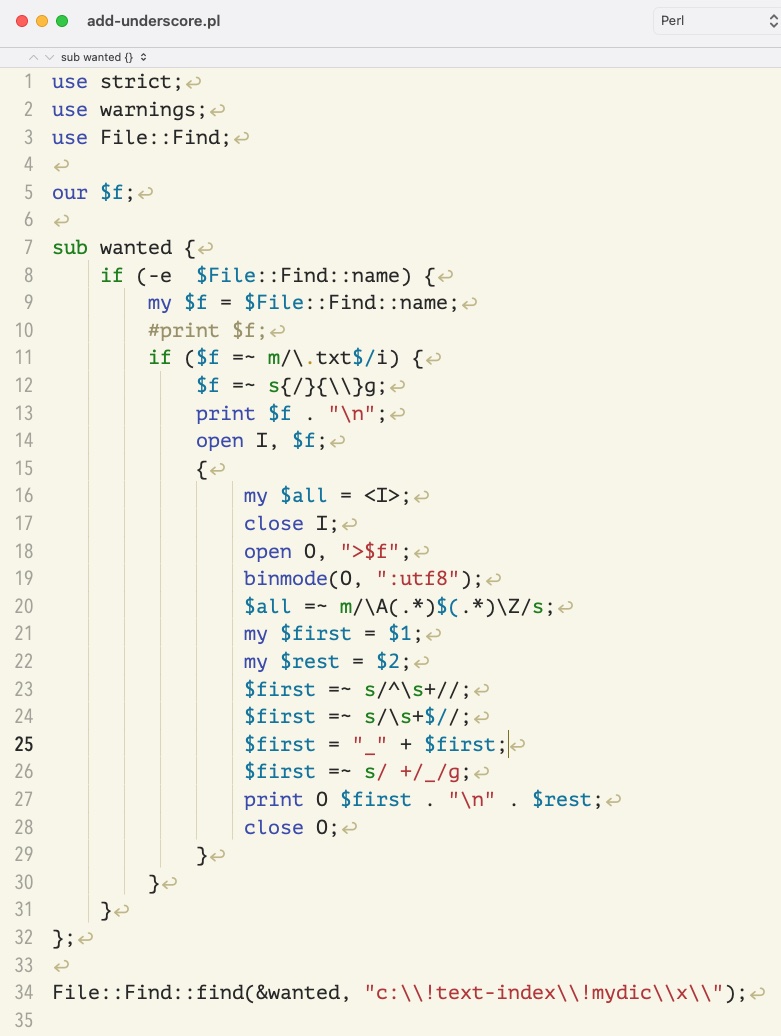 add-underscore.pl
Perl
sub wanted {}
1 use strict;↩
2 use warnings;↩
3 use File::Find;↩
4 ↩
5 our $f;↩
6 ↩
7 sub wanted {↩
8     if (-e  $File::Find::name) {↩
9         my $f = $File::Find::name;↩
10         #print $f;↩
11         if ($f =~ m/\.txt$/i) {↩
12             $f =~ s{/}{\\}g;↩
13             print $f . "\n";↩
14             open I, $f;↩
15             {↩
16                 my $all = <I>;↩
17                 close I;↩
18                 open O, ">$f";↩
19                 binmode(O, ":utf8");↩
20                 $all =~ m/\A(.*)$(.*)\Z/s;↩
21                 my $first = $1;↩
22                 my $rest = $2;↩
23                 $first =~ s/^\s+//;↩
24                 $first =~ s/\s+$//;↩
25                 $first = "_" + $first;↩
26                 $first =~ s/ +/_/g;↩
27                 print O $first . "\n" . $rest;↩
28                 close O;↩
29             }↩
30         }↩
31     }↩
32 };↩
33 ↩
34 File::Find::find(&wanted, "c:\\!text-index\\!mydic\\x\\");↩
35